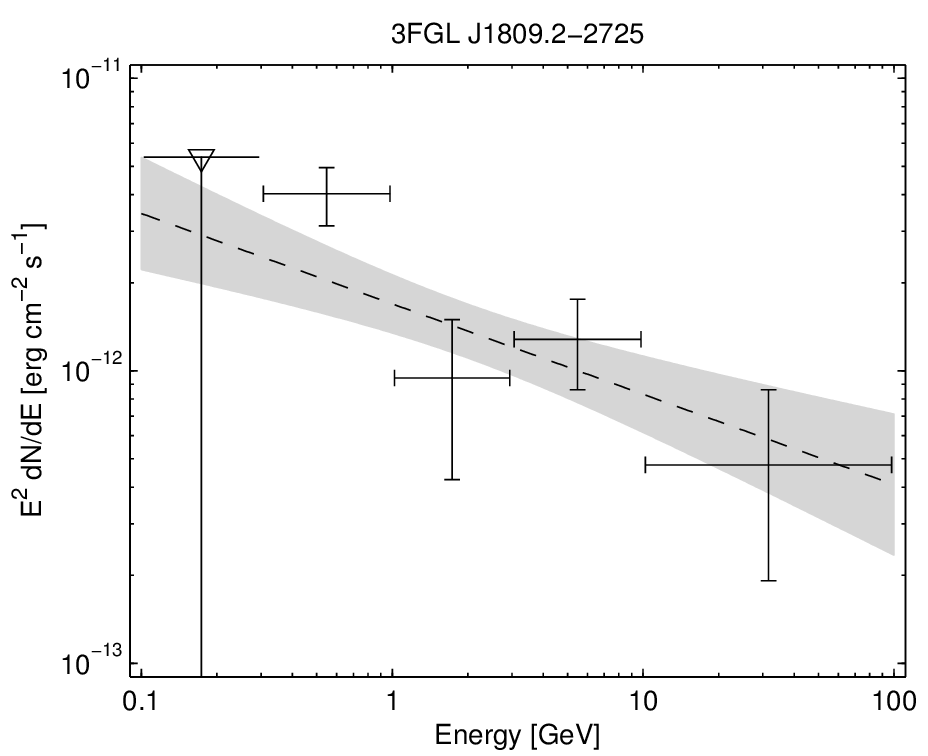 3FGL J1809.2−2725
10⁻¹¹
10⁻¹²
10⁻¹³
E² dN/dE [erg cm⁻² s⁻¹]
0.1 1 10 100
Energy [GeV]